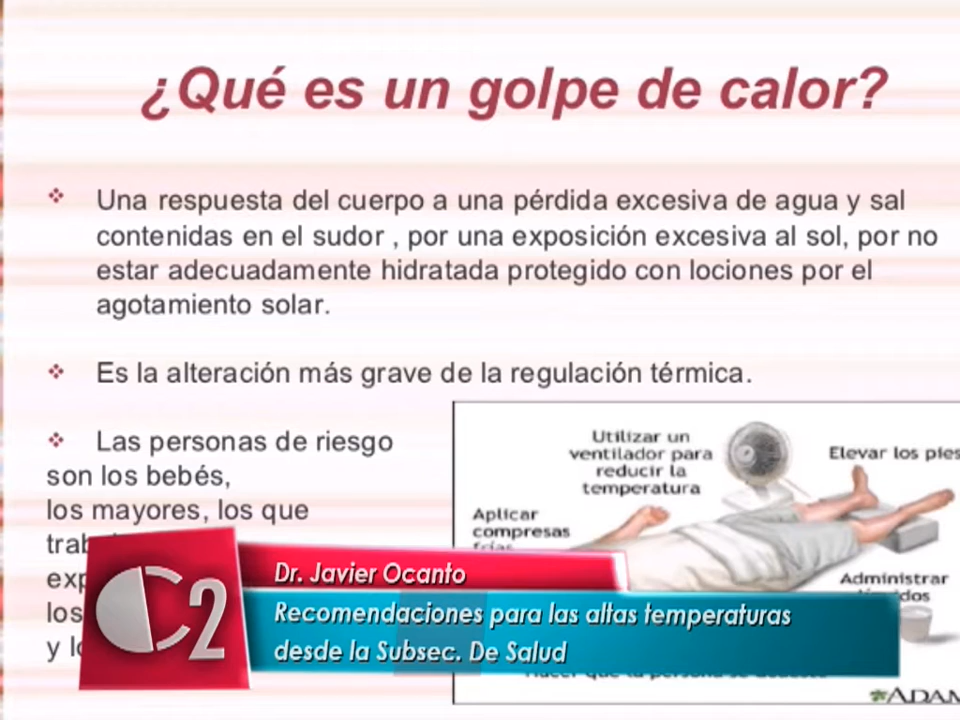 ¿Qué es un golpe de calor?
Una respuesta del cuerpo a una pérdida excesiva de agua y sal
contenidas en el sudor , por una exposición excesiva al sol, por no
estar adecuadamente hidratada protegido con lociones por el
agotamiento solar.
Es la alteración más grave de la regulación térmica.
Las personas de riesgo
son los bebés,
los mayores, los que
los
y
Utilizar un
ventilador para
reducir la
temperatura
Elevar los pies
Aplicar
compresas
frías
Administrar
C2
Dr. Javier Ocanto
Recomendaciones para las altas temperaturas
desde la Subsec. De Salud
ADAM